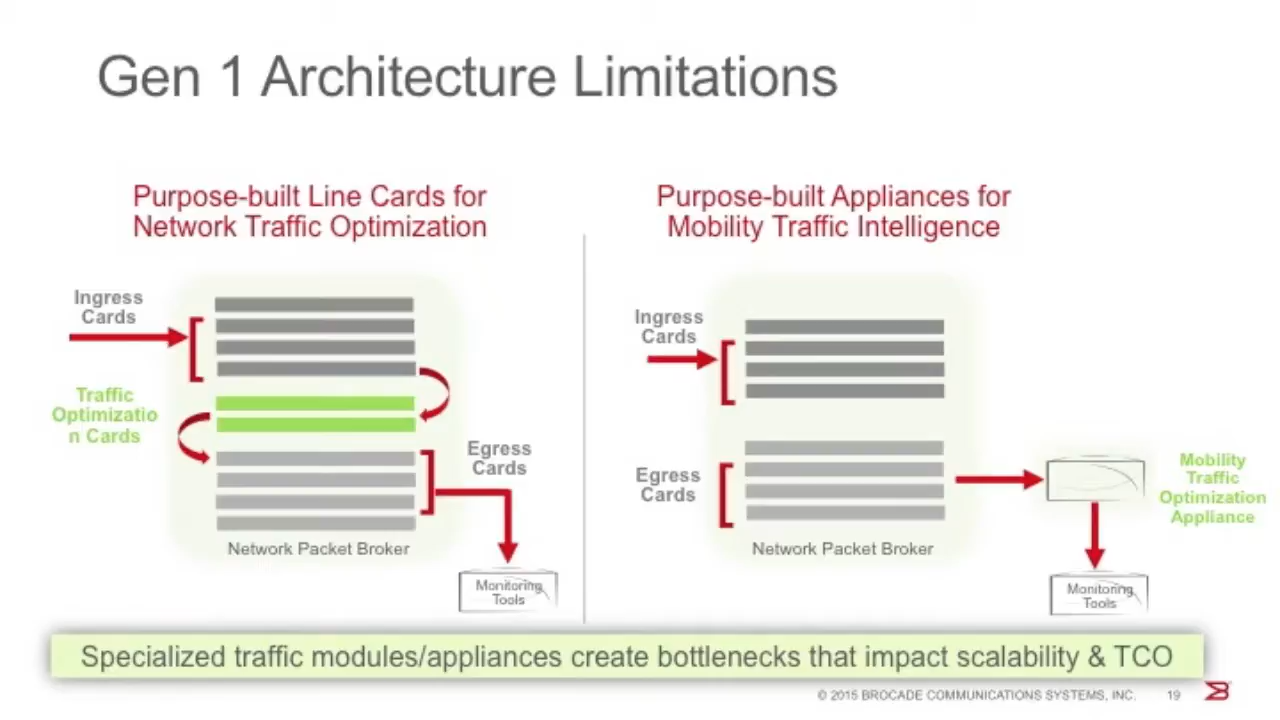 Gen 1 Architecture Limitations
Purpose-built Line Cards for
Network Traffic Optimization
Ingress
Cards
Traffic
Optimizatio
n Cards
Egress
Cards
Network Packet Broker
Monitoring
Tools
Purpose-built Appliances for
Mobility Traffic Intelligence
Ingress
Cards
Egress
Cards
Mobility
Traffic
Optimization
Appliance
Network Packet Broker
Monitoring
Tools
Specialized traffic modules/appliances create bottlenecks that impact scalability & TCO
© 2015 BROCADE COMMUNICATIONS SYSTEMS, INC.
19